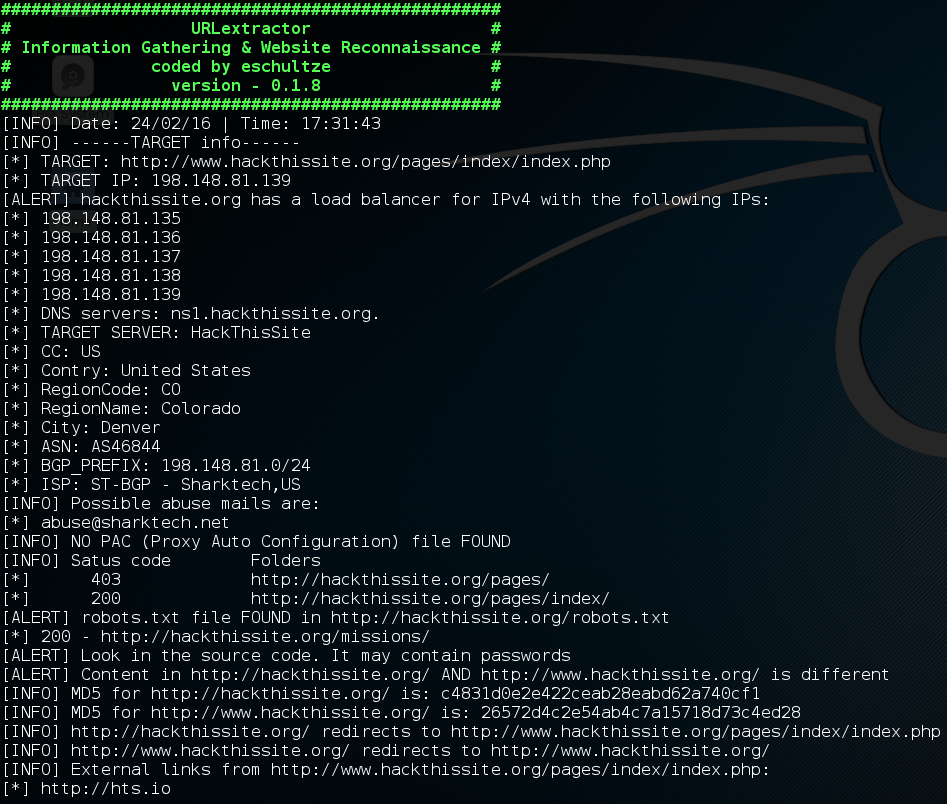 ##################################################
# URLextractor #
# Information Gathering & Website Reconnaissance #
# coded by eschultze #
# version - 0.1.8 #
##################################################
[INFO] Date: 24/02/16 | Time: 17:31:43
[INFO] ------TARGET info------
[*] TARGET: http://www.hackthissite.org/pages/index/index.php
[*] TARGET IP: 198.148.81.139
[ALERT] hackthissite.org has a load balancer for IPv4 with the following IPs:
[*] 198.148.81.135
[*] 198.148.81.136
[*] 198.148.81.137
[*] 198.148.81.138
[*] 198.148.81.139
[*] DNS servers: ns1.hackthissite.org.
[*] TARGET SERVER: HackThisSite
[*] CC: US
[*] Contry: United States
[*] RegionCode: CO
[*] RegionName: Colorado
[*] City: Denver
[*] ASN: AS46844
[*] BGP_PREFIX: 198.148.81.0/24
[*] ISP: ST-BGP - Sharktech,US
[INFO] Possible abuse mails are:
[*] abuse@sharktech.net
[INFO] NO PAC (Proxy Auto Configuration) file FOUND
[INFO] Satus code Folders
[*] 403 http://hackthissite.org/pages/
[*] 200 http://hackthissite.org/pages/index/
[ALERT] robots.txt file FOUND in http://hackthissite.org/robots.txt
[*] 200 - http://hackthissite.org/missions/
[ALERT] Look in the source code. It may contain passwords
[ALERT] Content in http://hackthissite.org/ AND http://www.hackthissite.org/ is different
[INFO] MD5 for http://hackthissite.org/ is: c4831d0e2e422ceab28eabd62a740cf1
[INFO] MD5 for http://www.hackthissite.org/ is: 26572d4c2e54ab4c7a15718d73c4ed28
[INFO] http://hackthissite.org/ redirects to http://www.hackthissite.org/pages/index/index.php
[INFO] http://www.hackthissite.org/ redirects to http://www.hackthissite.org/
[INFO] External links from http://www.hackthissite.org/pages/index/index.php:
[*] http://hts.io